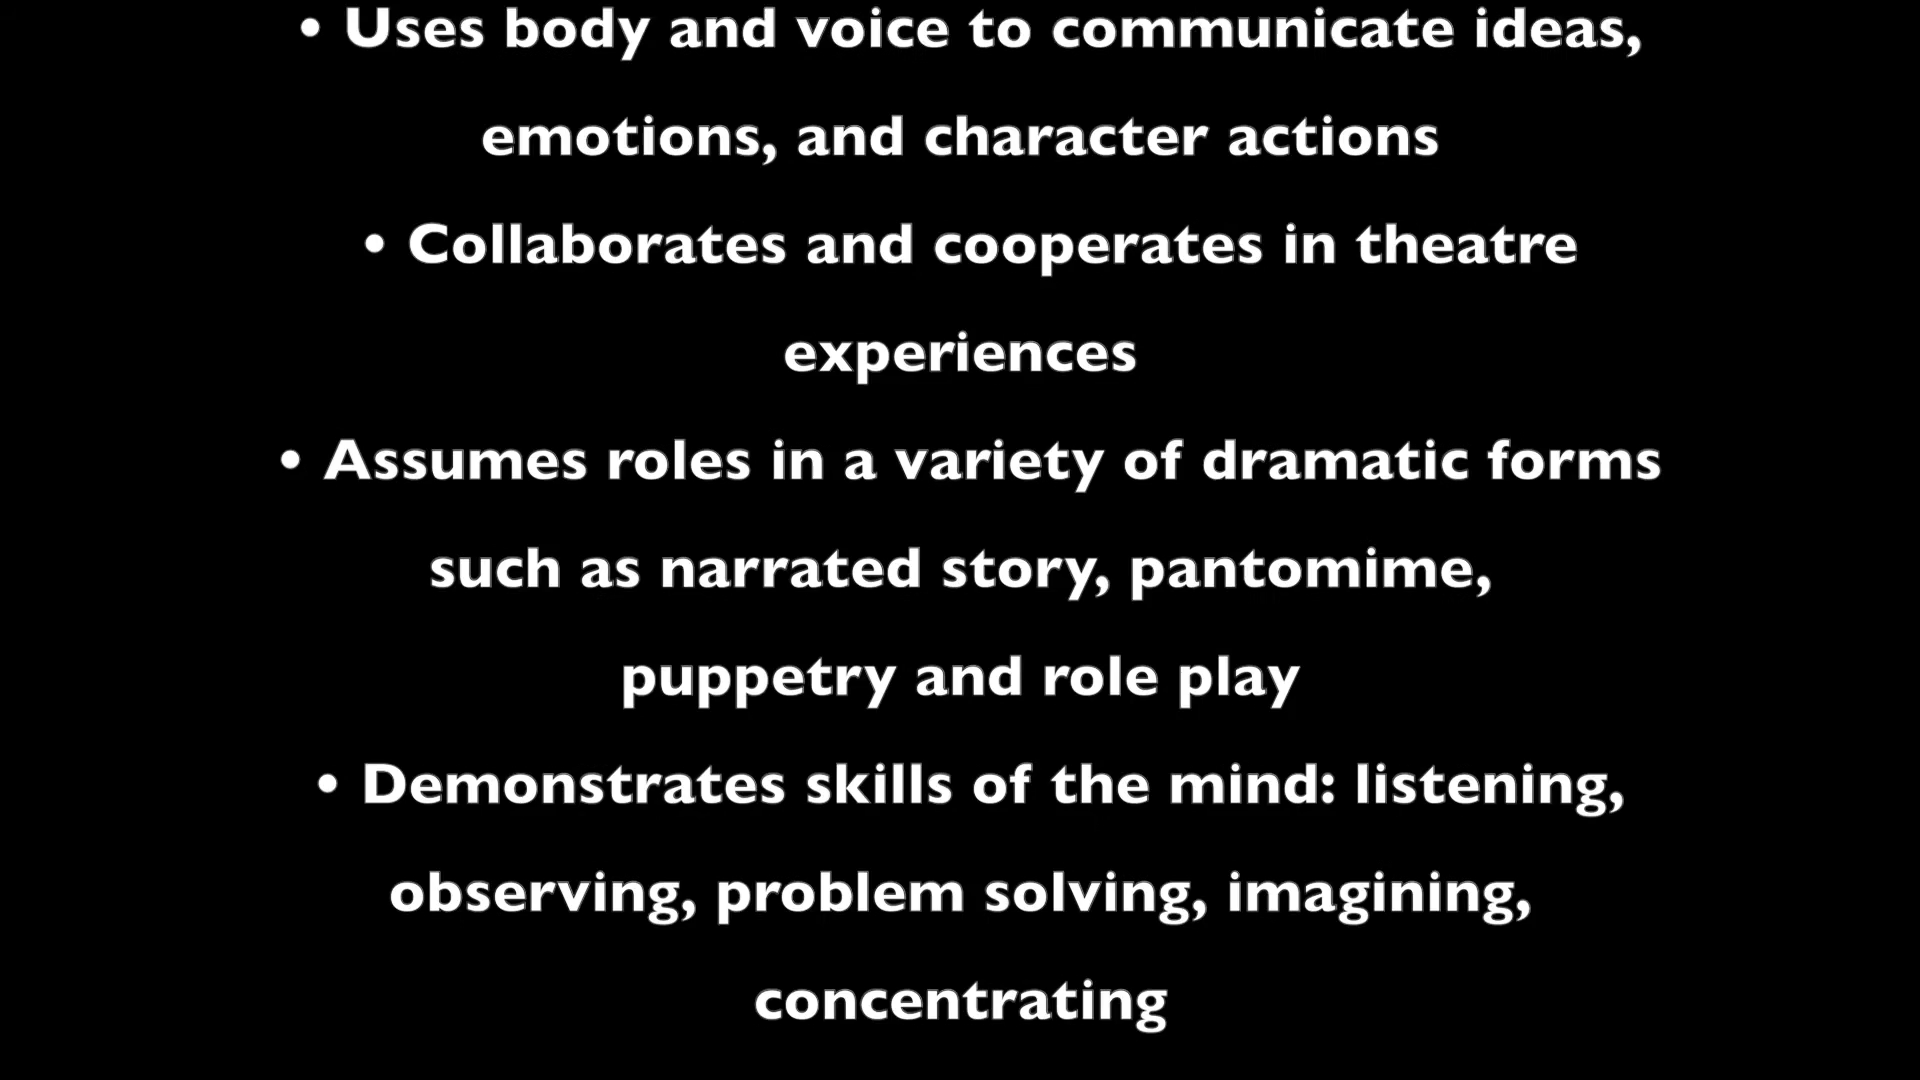 • Uses body and voice to communicate ideas,
emotions, and character actions
• Collaborates and cooperates in theatre
experiences
• Assumes roles in a variety of dramatic forms
such as narrated story, pantomime,
puppetry and role play
• Demonstrates skills of the mind: listening,
observing, problem solving, imagining,
concentrating